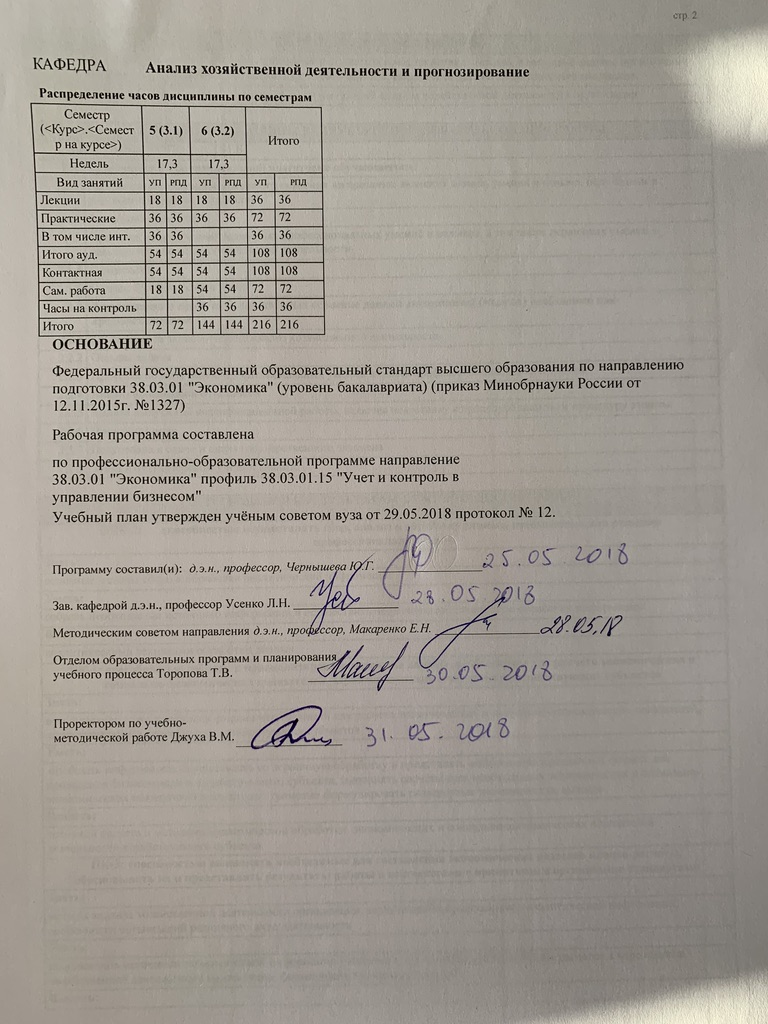 стр. 2
КАФЕДРА Анализ хозяйственной деятельности и прогнозирование
Распределение часов дисциплины по семестрам
Семестр
(<Курс>.<Семест
р на курсе>)
5 (3.1) 6 (3.2) Итого
Недель 17,3 17,3
Вид занятий УП РПД УП РПД УП РПД
Лекции 18 18 18 18 36 36
Практические 36 36 36 36 72 72
В том числе инт. 36 36 36 36
Итого ауд. 54 54 54 54 108 108
Контактная 54 54 54 54 108 108
Сам. работа 18 18 54 54 72 72
Часы на контроль 36 36 36 36
Итого 72 72 144 144 216 216
ОСНОВАНИЕ
Федеральный государственный образовательный стандарт высшего образования по направлению
подготовки 38.03.01 "Экономика" (уровень бакалавриата) (приказ Минобрнауки России от
12.11.2015г. №1327)
Рабочая программа составлена
по профессионально-образовательной программе направление
38.03.01 "Экономика" профиль 38.03.01.15 "Учет и контроль в
управлении бизнесом"
Учебный план утвержден учёным советом вуза от 29.05.2018 протокол № 12.
Программу составил(и): д.э.н., профессор, Чернышева Ю.Г. 25.05.2018
Зав. кафедрой д.э.н., профессор Усенко Л.Н. 28.05.2018
Методическим советом направления д.э.н., профессор, Макаренко Е.Н. 28.05.18
Отделом образовательных программ и планирования
учебного процесса Торопова Т.В. 30.05.2018
Проректором по учебно-
методической работе Джуха В.М. 31.05.2018